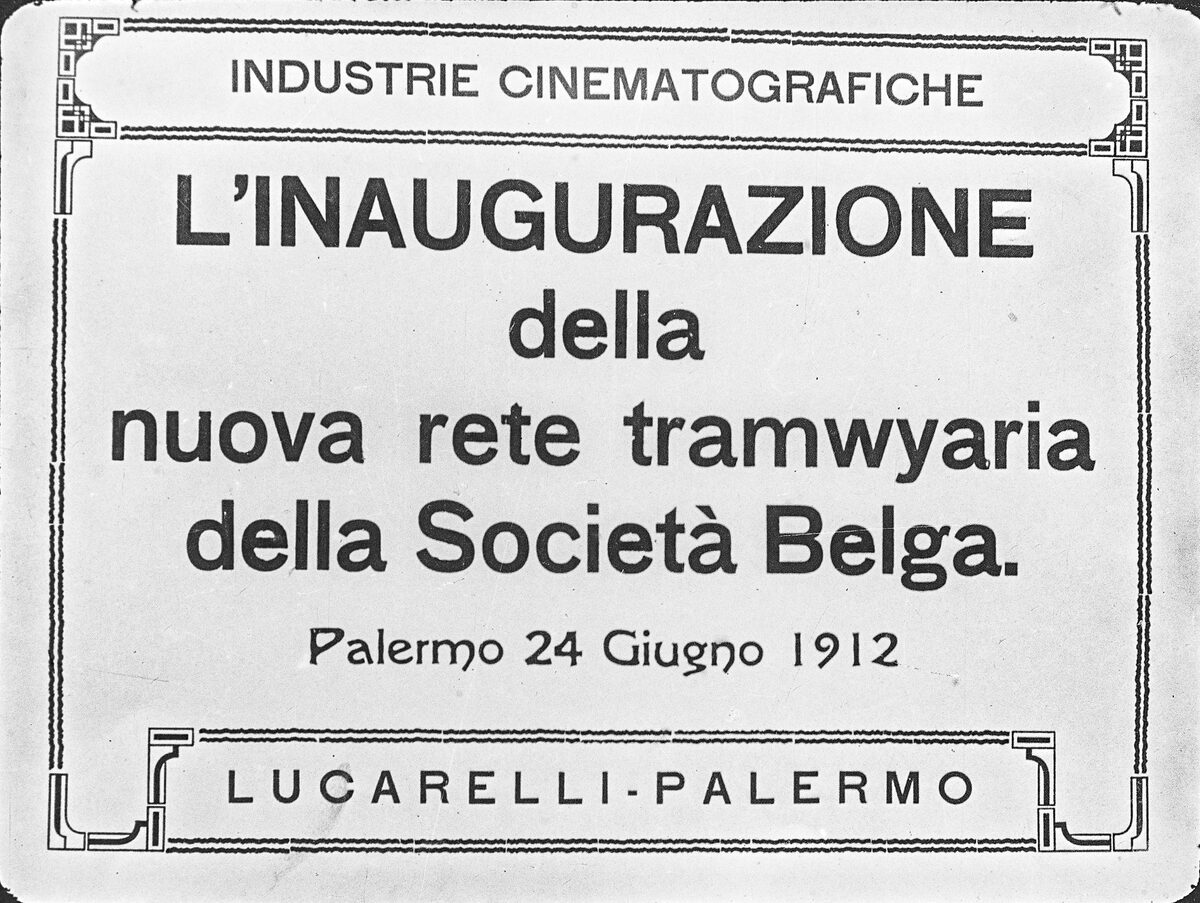 INDUSTRIE CINEMATOGRAFICHE
L'INAUGURAZIONE
della
nuova rete tramwyaria
della Società Belga.
Palermo 24 Giugno 1912
LUCARELLI-PALERMO